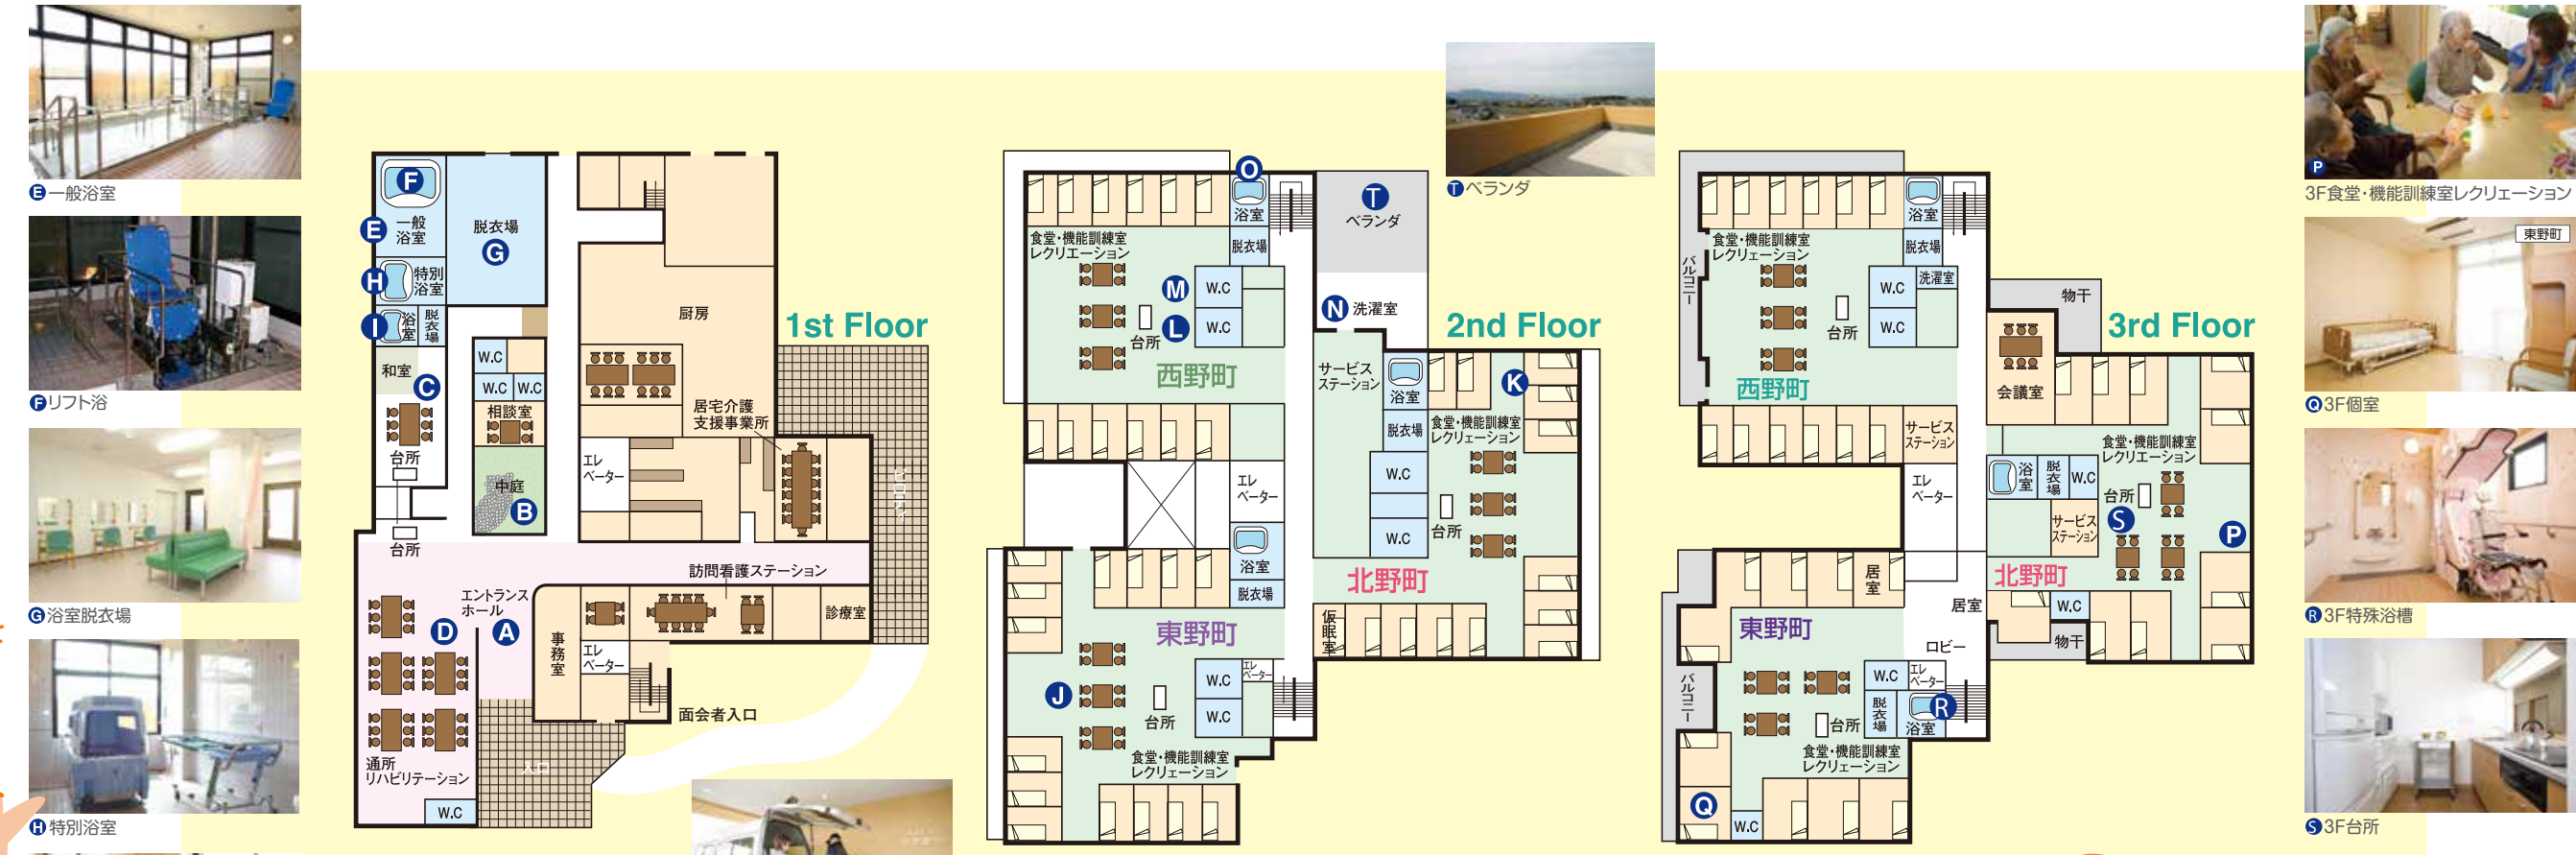 E 一般浴室
F リフト浴
G 浴室脱衣場
H 特別浴室
1st Floor
F
E
一般
浴室
脱衣場
G
H
特別
浴室
I
浴室
脱衣場
和室
C
台所
台所
W.C
W.C
W.C
相談室
中庭
B
厨房
居宅介護
支援事業所
エレ
ベーター
ピロティ
訪問看護ステーション
診療室
エントランス
ホール
A
D
事務室
エレ
ベーター
面会者入口
入口
通所
リハビリテーション
W.C
T ベランダ
2nd Floor
O
浴室
脱衣場
食堂・機能訓練室
レクリエーション
M
W.C
L
W.C
台所
西野町
T
ベランダ
N
洗濯室
サービス
ステーション
浴室
K
脱衣場
食堂・機能訓練室
レクリェーション
W.C
W.C
台所
北野町
仮眠室
エレ
ベーター
浴室
脱衣場
東野町
W.C
エレ
ベーター
W.C
J
台所
食堂・機能訓練室
レクリェーション
3rd Floor
バルコニー
浴室
脱衣場
洗濯室
食堂・機能訓練室
レクリエーション
W.C
W.C
台所
西野町
サービス
ステーション
エレ
ベーター
物干
会議室
食堂・機能訓練室
レクリエーション
浴室
脱衣場
W.C
台所
S
サービス
ステーション
P
北野町
居室
W.C
物干
居室
ロビー
東野町
バルコニー
W.C
エレ
ベーター
脱衣場
R
浴室
台所
食堂・機能訓練室
レクリエーション
Q
W.C
P
3F食堂・機能訓練室レクリエーション
東野町
Q 3F個室
R 3F特殊浴槽
S 3F台所